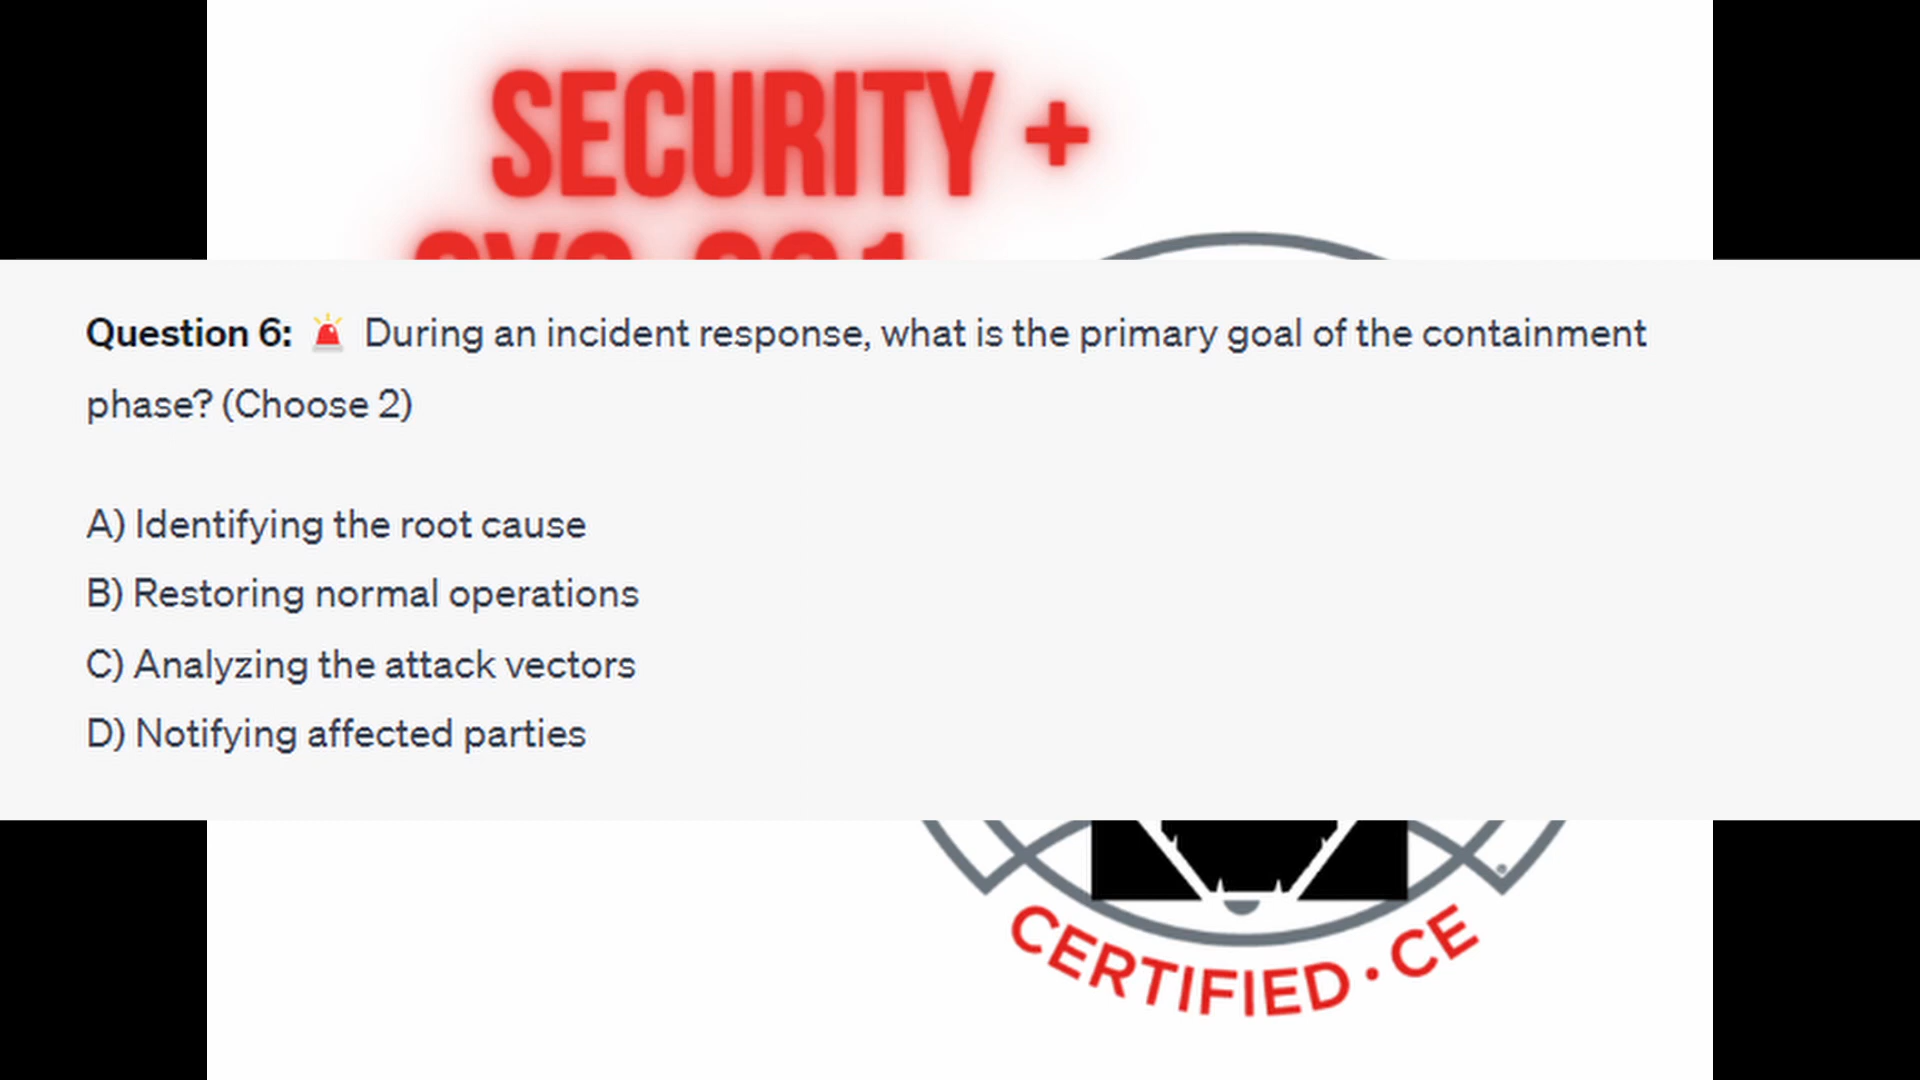 SECURITY +
Question 6: 🚨 During an incident response, what is the primary goal of the containment
phase? (Choose 2)
A) Identifying the root cause
B) Restoring normal operations
C) Analyzing the attack vectors
D) Notifying affected parties
CERTIFIED • CE